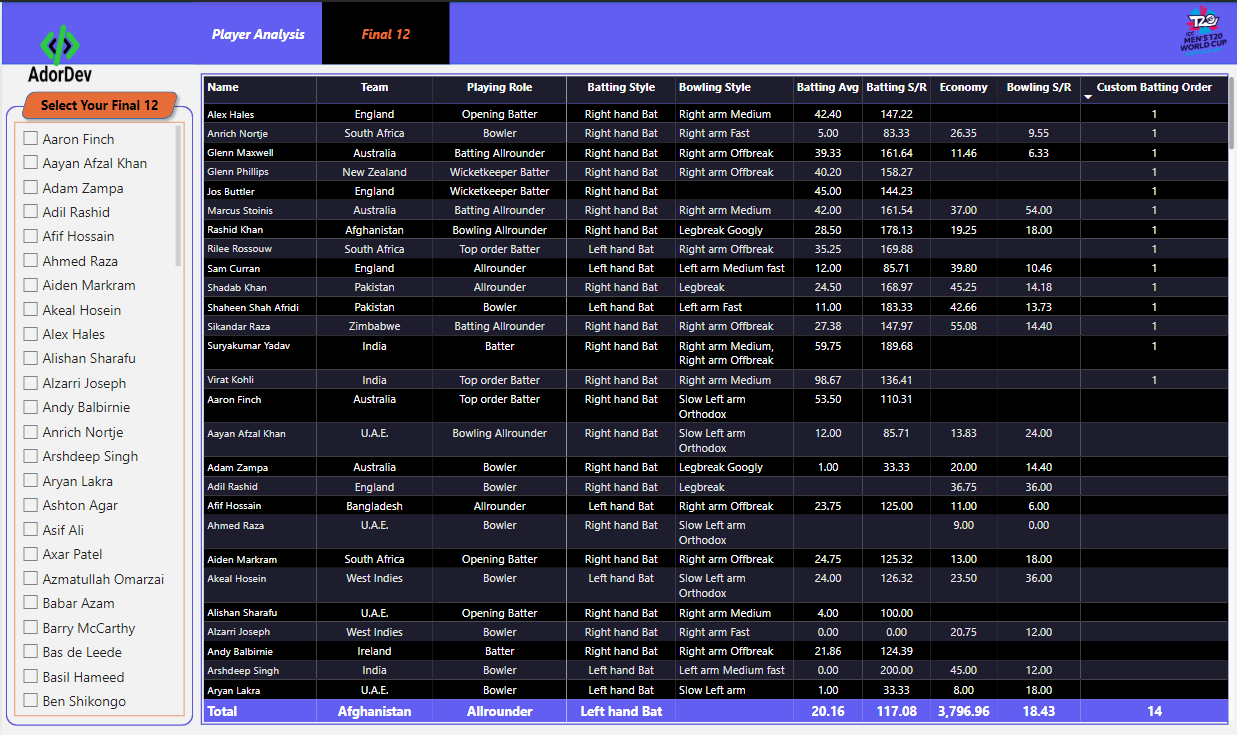 Player Analysis Final 12
ICC
T20
MEN'S T20
WORLD CUP
AdorDev
Select Your Final 12
Aaron Finch
Aayan Afzal Khan
Adam Zampa
Adil Rashid
Afif Hossain
Ahmed Raza
Aiden Markram
Akeal Hosein
Alex Hales
Alishan Sharafu
Alzarri Joseph
Andy Balbirnie
Anrich Nortje
Arshdeep Singh
Aryan Lakra
Ashton Agar
Asif Ali
Axar Patel
Azmatullah Omarzai
Babar Azam
Barry McCarthy
Bas de Leede
Basil Hameed
Ben Shikongo
Name Team Playing Role Batting Style Bowling Style Batting Avg Batting S/R Economy Bowling S/R Custom Batting Order
Alex Hales England Opening Batter Right hand Bat Right arm Medium 42.40 147.22 1
Anrich Nortje South Africa Bowler Right hand Bat Right arm Fast 5.00 83.33 26.35 9.55 1
Glenn Maxwell Australia Batting Allrounder Right hand Bat Right arm Offbreak 39.33 161.64 11.46 6.33 1
Glenn Phillips New Zealand Wicketkeeper Batter Right hand Bat Right arm Offbreak 40.20 158.27 1
Jos Buttler England Wicketkeeper Batter Right hand Bat 45.00 144.23 1
Marcus Stoinis Australia Batting Allrounder Right hand Bat Right arm Medium 42.00 161.54 37.00 54.00 1
Rashid Khan Afghanistan Bowling Allrounder Right hand Bat Legbreak Googly 28.50 178.13 19.25 18.00 1
Rilee Rossouw South Africa Top order Batter Left hand Bat Right arm Offbreak 35.25 169.88 1
Sam Curran England Allrounder Left hand Bat Left arm Medium fast 12.00 85.71 39.80 10.46 1
Shadab Khan Pakistan Allrounder Right hand Bat Legbreak 24.50 168.97 45.25 14.18 1
Shaheen Shah Afridi Pakistan Bowler Left hand Bat Left arm Fast 11.00 183.33 42.66 13.73 1
Sikandar Raza Zimbabwe Batting Allrounder Right hand Bat Right arm Offbreak 27.38 147.97 55.08 14.40 1
Suryakumar Yadav India Batter Right hand Bat Right arm Medium, 59.75 189.68 1
Right arm Offbreak
Virat Kohli India Top order Batter Right hand Bat Right arm Medium 98.67 136.41 1
Aaron Finch Australia Top order Batter Right hand Bat Slow Left arm 53.50 110.31
Orthodox
Aayan Afzal Khan U.A.E. Bowling Allrounder Right hand Bat Slow Left arm 12.00 85.71 13.83 24.00
Orthodox
Adam Zampa Australia Bowler Right hand Bat Legbreak Googly 1.00 33.33 20.00 14.40
Adil Rashid England Bowler Right hand Bat Legbreak 36.75 36.00
Afif Hossain Bangladesh Allrounder Left hand Bat Right arm Offbreak 23.75 125.00 11.00 6.00
Ahmed Raza U.A.E. Bowler Right hand Bat Slow Left arm 9.00 0.00
Orthodox
Aiden Markram South Africa Opening Batter Right hand Bat Right arm Offbreak 24.75 125.32 13.00 18.00
Akeal Hosein West Indies Bowler Left hand Bat Slow Left arm 24.00 126.32 23.50 36.00
Orthodox
Alishan Sharafu U.A.E. Opening Batter Right hand Bat Right arm Medium 4.00 100.00
Alzarri Joseph West Indies Bowler Right hand Bat Right arm Fast 0.00 0.00 20.75 12.00
Andy Balbirnie Ireland Batter Right hand Bat Right arm Offbreak 21.86 124.39
Arshdeep Singh India Bowler Left hand Bat Left arm Medium fast 0.00 200.00 45.00 12.00
Aryan Lakra U.A.E. Bowler Left hand Bat Slow Left arm 1.00 33.33 8.00 18.00
Total Afghanistan Allrounder Left hand Bat 20.16 117.08 3,796.96 18.43 14